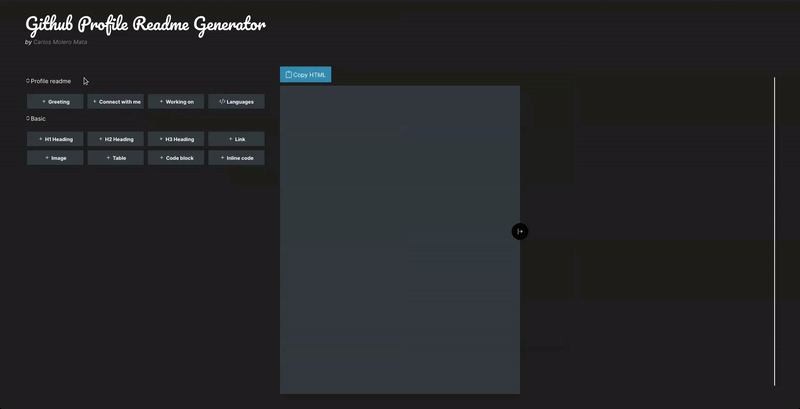 Github Profile Readme Generator
by Carlos Molero Mata
Profile readme
+ Greeting
+ Connect with me
+ Working on
</> Languages
Basic
+ H1 Heading
+ H2 Heading
+ H3 Heading
+ Link
+ Image
+ Table
+ Code block
+ Inline code
Copy HTML